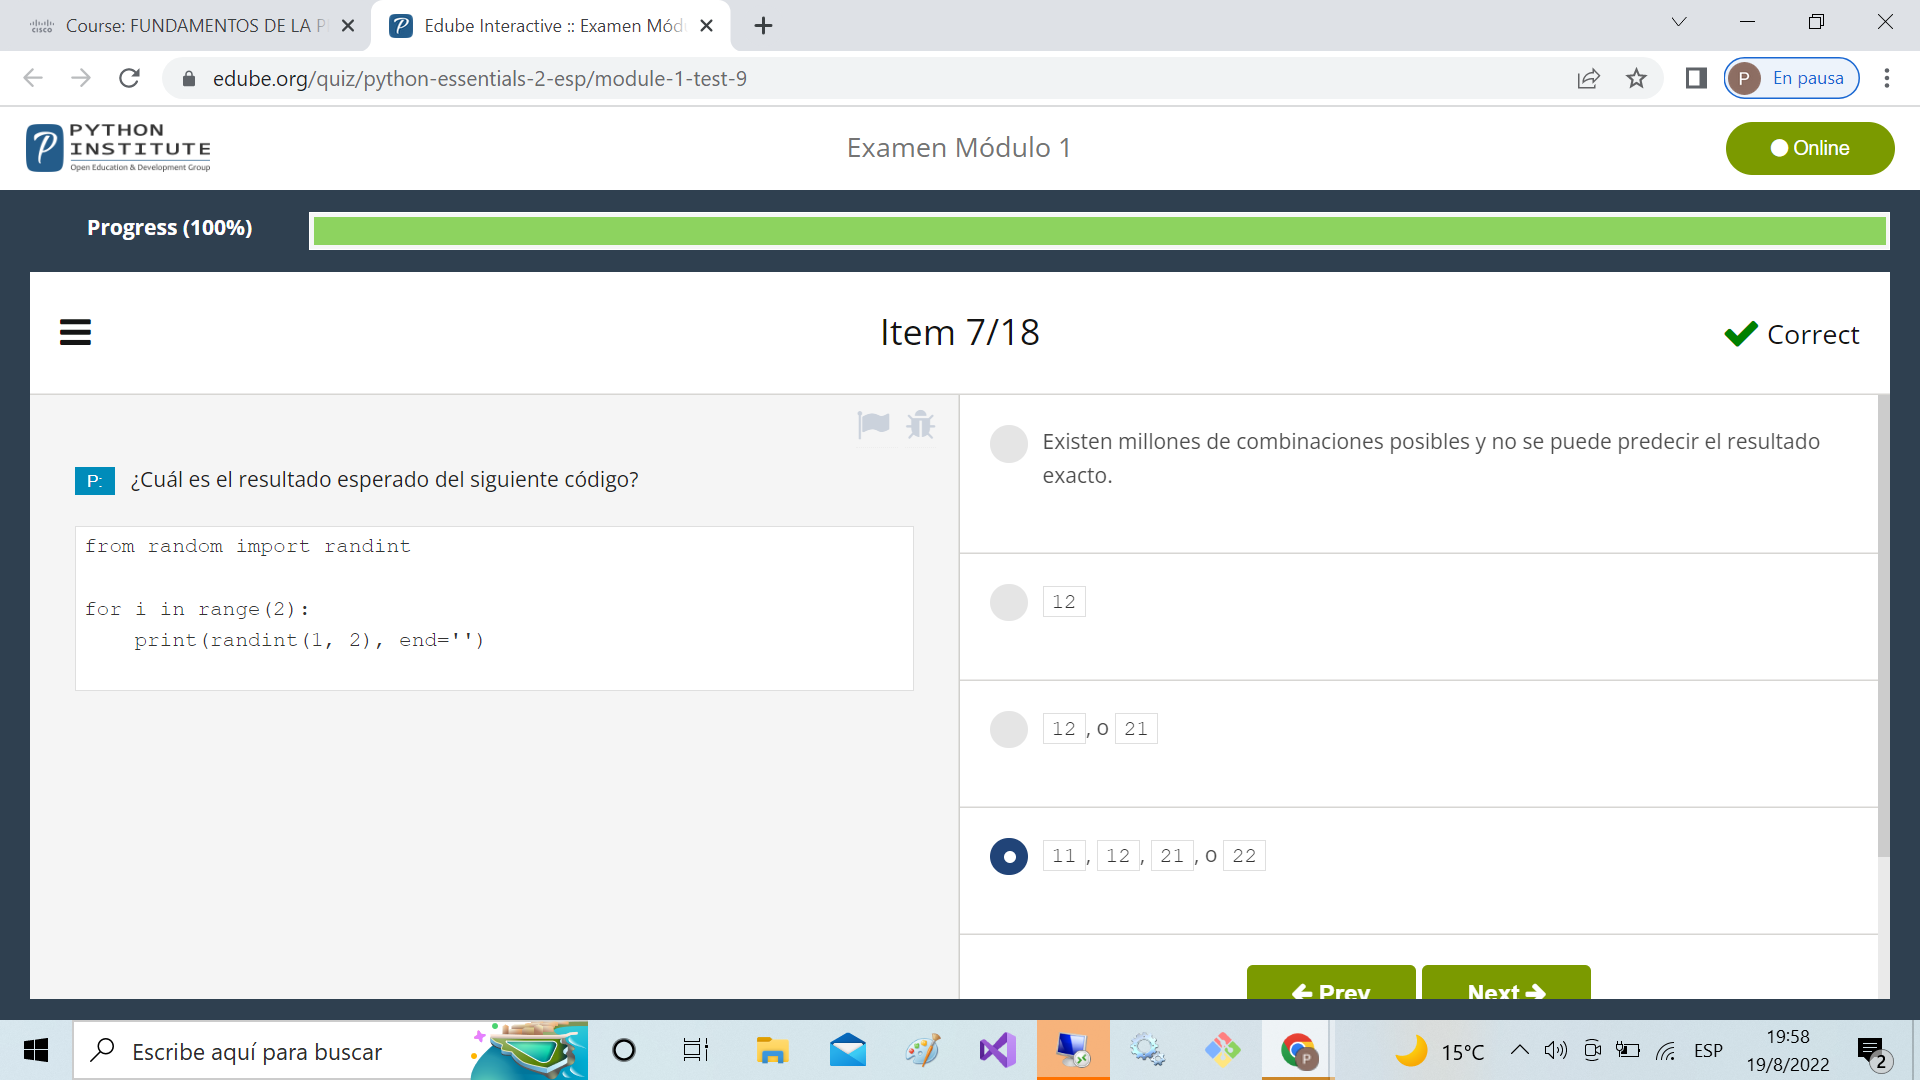 Course: FUNDAMENTOS DE LA P
Edube Interactive :: Examen Mód
edube.org/quiz/python-essentials-2-esp/module-1-test-9
P
En pausa
PYTHON
INSTITUTE
Open Education & Development Group
Examen Módulo 1
Online
Progress (100%)
Item 7/18
Correct
P: ¿Cuál es el resultado esperado del siguiente código?
from random import randint
for i in range(2):
    print(randint(1, 2), end='')
Existen millones de combinaciones posibles y no se puede predecir el resultado
exacto.
12
12 , o 21
11 , 12 , 21 , o 22
Prev
Next
Escribe aquí para buscar
P
15°C
ESP
19:58
19/8/2022
2